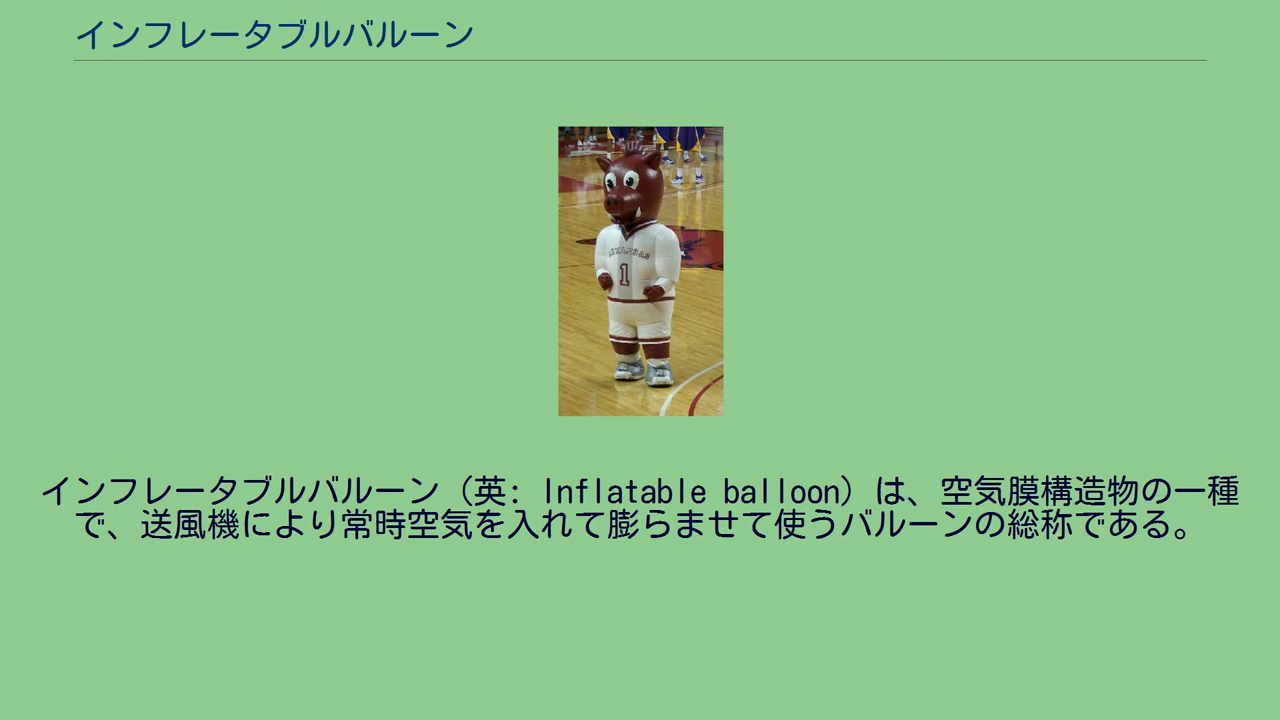 インフレータブルバルーン
ARKANSAS
1
インフレータブルバルーン（英: Inflatable balloon）は、空気膜構造物の一種
で、送風機により常時空気を入れて膨らませて使うバルーンの総称である。